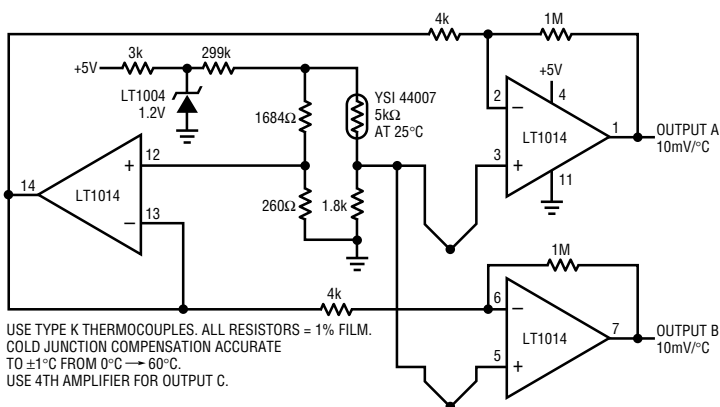 4k
1M
3k
299k
+5V
LT1004
1.2V
1684Ω
YSI 44007
5kΩ
AT 25°C
+5V
2
4
–
LT1014
1
OUTPUT A
10mV/°C
3
+
11
12
+
14
LT1014
–
13
260Ω
1.8k
1M
4k
6
–
LT1014
7
OUTPUT B
10mV/°C
5
+
USE TYPE K THERMOCOUPLES. ALL RESISTORS = 1% FILM.
COLD JUNCTION COMPENSATION ACCURATE
TO ±1°C FROM 0°C → 60°C.
USE 4TH AMPLIFIER FOR OUTPUT C.